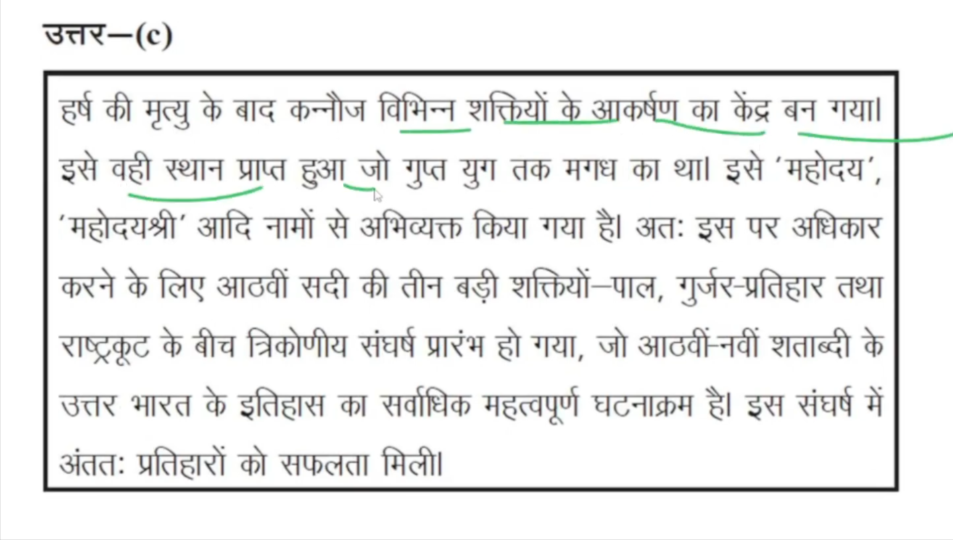 उत्तर–(c)
हर्ष की मृत्यु के बाद कन्नौज विभिन्न शक्तियों के आकर्षण का केंद्र बन गया।
इसे वही स्थान प्राप्त हुआ जो गुप्त युग तक मगध का था। इसे 'महोदय',
'महोदयश्री' आदि नामों से अभिव्यक्त किया गया है। अतः इस पर अधिकार
करने के लिए आठवीं सदी की तीन बड़ी शक्तियों–पाल, गुर्जर-प्रतिहार तथा
राष्ट्रकूट के बीच त्रिकोणीय संघर्ष प्रारंभ हो गया, जो आठवीं-नवीं शताब्दी के
उत्तर भारत के इतिहास का सर्वाधिक महत्वपूर्ण घटनाक्रम है। इस संघर्ष में
अंततः प्रतिहारों को सफलता मिली।